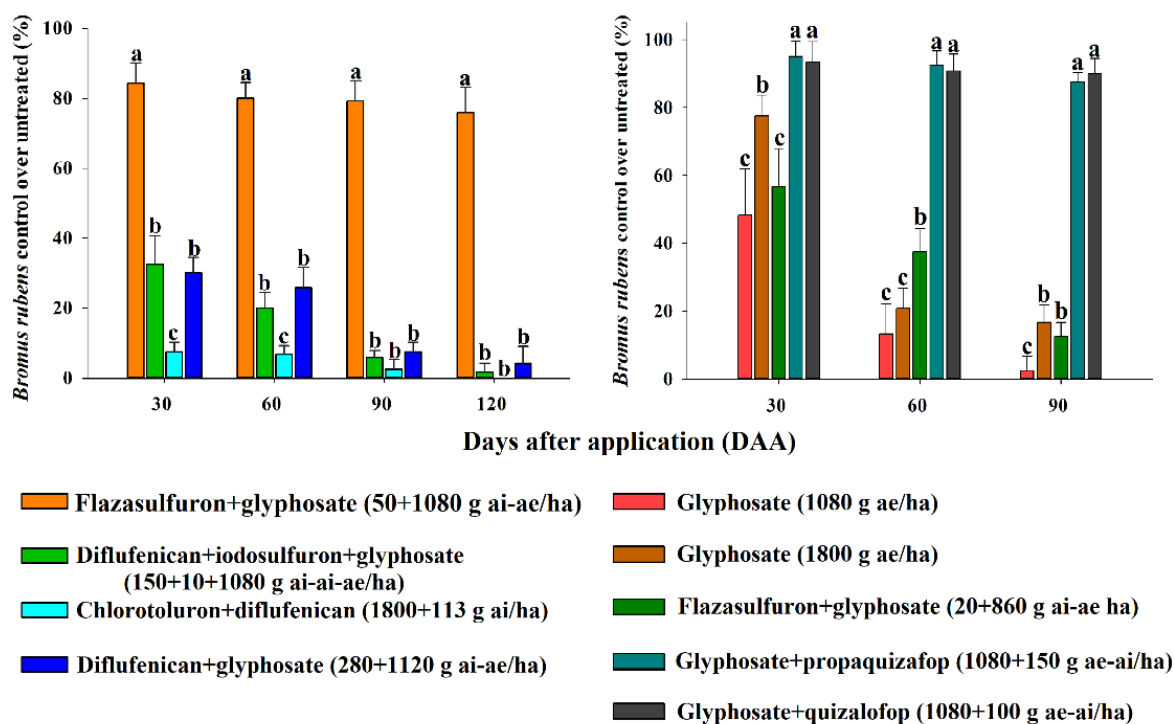 Bromus rubens control over untreated (%)
100
80
60
40
20
0
a
b
c
b
a
b
c
b
a
b
b
b
a
b
b
b
30
60
90
120
Bromus rubens control over untreated (%)
100
80
60
40
20
0
c
b
c
a
a
c
c
b
a
a
c
b
b
a
a
30
60
90
Days after application (DAA)
Flazasulfuron+glyphosate (50+1080 g ai-ae/ha)
Diflufenican+iodosulfuron+glyphosate
(150+10+1080 g ai-ai-ae/ha)
Chlorotoluron+diflufenican (1800+113 g ai/ha)
Diflufenican+glyphosate (280+1120 g ai-ae/ha)
Glyphosate (1080 g ae/ha)
Glyphosate (1800 g ae/ha)
Flazasulfuron+glyphosate (20+860 g ai-ae ha)
Glyphosate+propaquizafop (1080+150 g ae-ai/ha)
Glyphosate+quizalofop (1080+100 g ae-ai/ha)